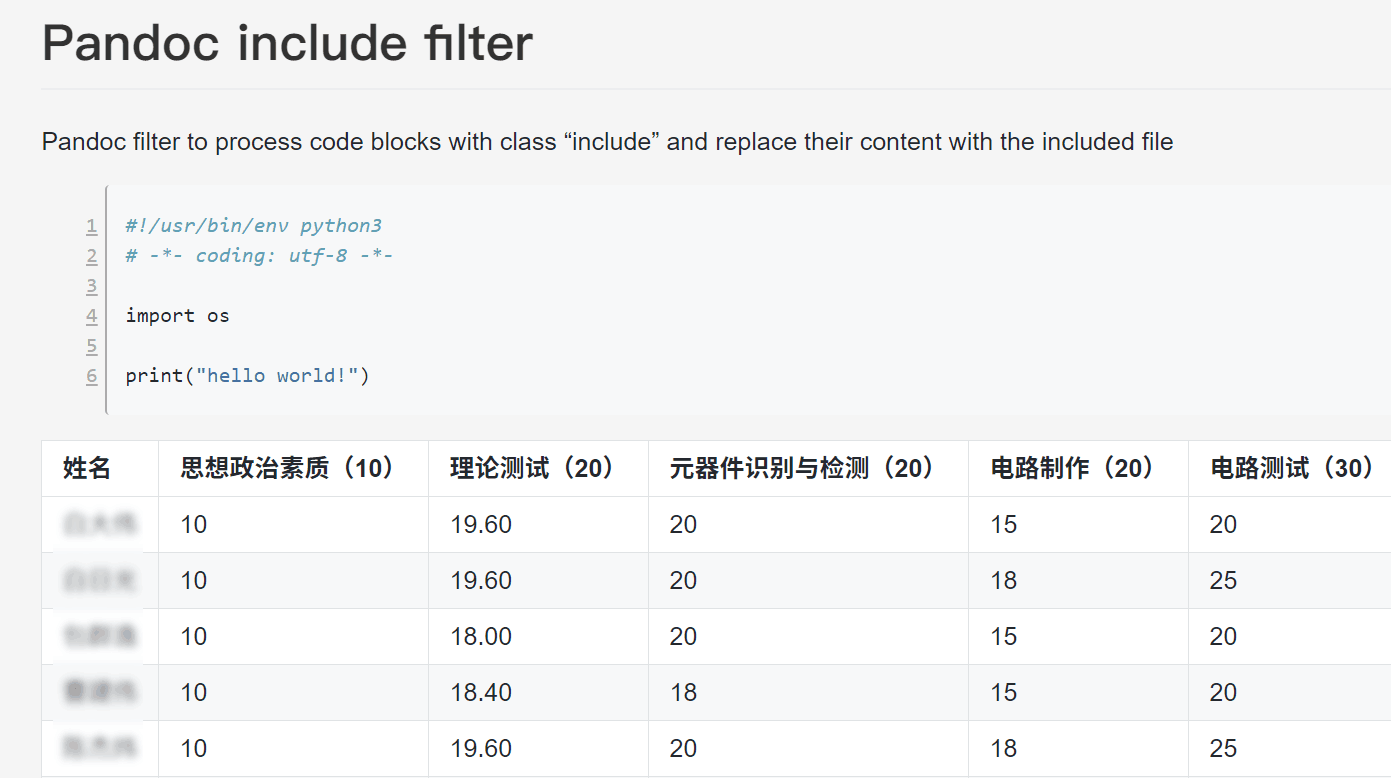 Pandoc include filter
Pandoc filter to process code blocks with class “include” and replace their content with the included file
1 #!/usr/bin/env python3
2 # -*- coding: utf-8 -*-
3
4 import os
5
6 print("hello world!")
姓名 思想政治素质（10） 理论测试（20） 元器件识别与检测（20） 电路制作（20） 电路测试（30）
10 19.60 20 15 20
10 19.60 20 18 25
10 18.00 20 15 20
10 18.40 18 15 20
10 19.60 20 18 25